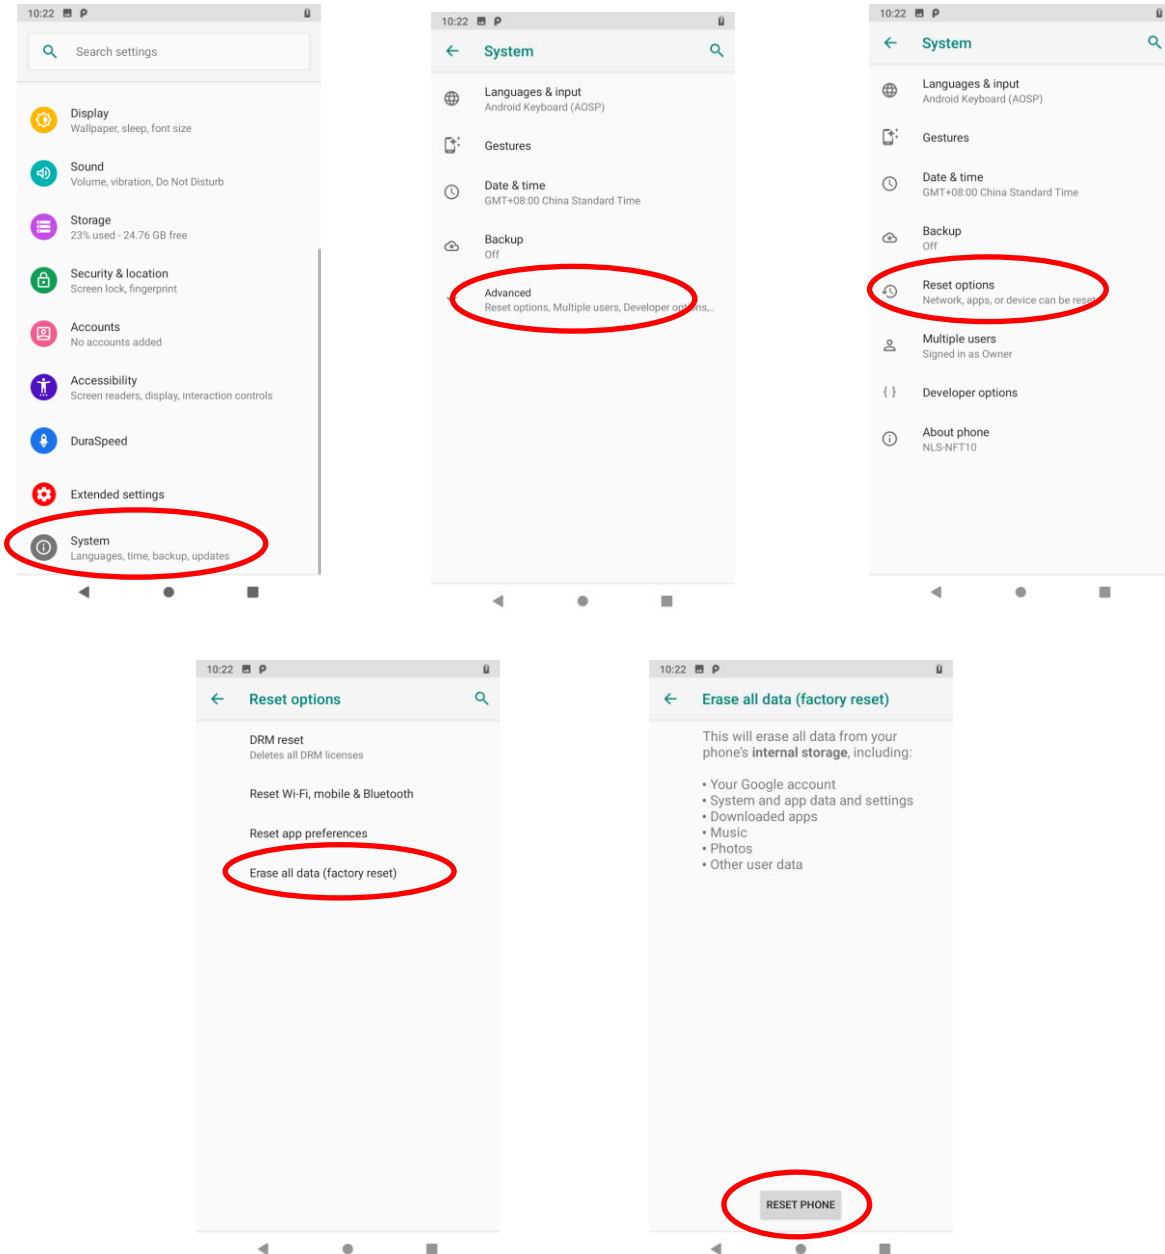 10:22
Search settings
Display
Wallpaper, sleep, font size
Sound
Volume, vibration, Do Not Disturb
Storage
23% used - 24.76 GB free
Security & location
Screen lock, fingerprint
Accounts
No accounts added
Accessibility
Screen readers, display, interaction controls
DuraSpeed
Extended settings
System
Languages, time, backup, updates
10:22
System
Languages & input
Android Keyboard (AOSP)
Gestures
Date & time
GMT+08:00 China Standard Time
Backup
Off
Advanced
Reset options, Multiple users, Developer options,..
10:22
System
Languages & input
Android Keyboard (AOSP)
Gestures
Date & time
GMT+08:00 China Standard Time
Backup
Off
Reset options
Network, apps, or device can be reset
Multiple users
Signed in as Owner
{ } Developer options
About phone
NLS-NFT10
10:22
Reset options
DRM reset
Deletes all DRM licenses
Reset Wi-Fi, mobile & Bluetooth
Reset app preferences
Erase all data (factory reset)
10:22
Erase all data (factory reset)
This will erase all data from your
phone's internal storage, including:
• Your Google account
• System and app data and settings
• Downloaded apps
• Music
• Photos
• Other user data
RESET PHONE